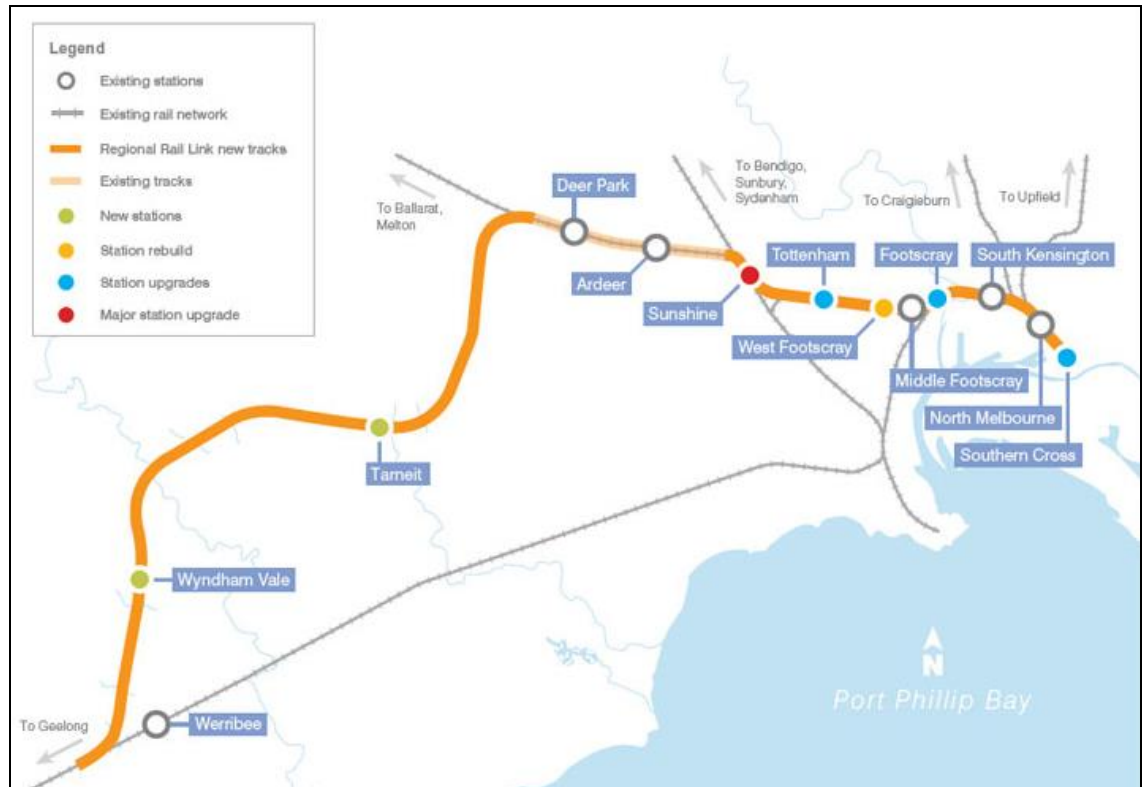 Legend
Existing stations
Existing rail network
Regional Rail Link new tracks
Existing tracks
New stations
Station rebuild
Station upgrades
Major station upgrade
To Ballarat,
Melton
Deer Park
Ardeer
To Bendigo,
Sunbury,
Sydenham
Sunshine
Tottenham
West Footscray
To Craigieburn
To Upfield
Footscray
South Kensington
Middle Footscray
North Melbourne
Southern Cross
Tarneit
Wyndham Vale
Werribee
To Geelong
N
Port Phillip Bay